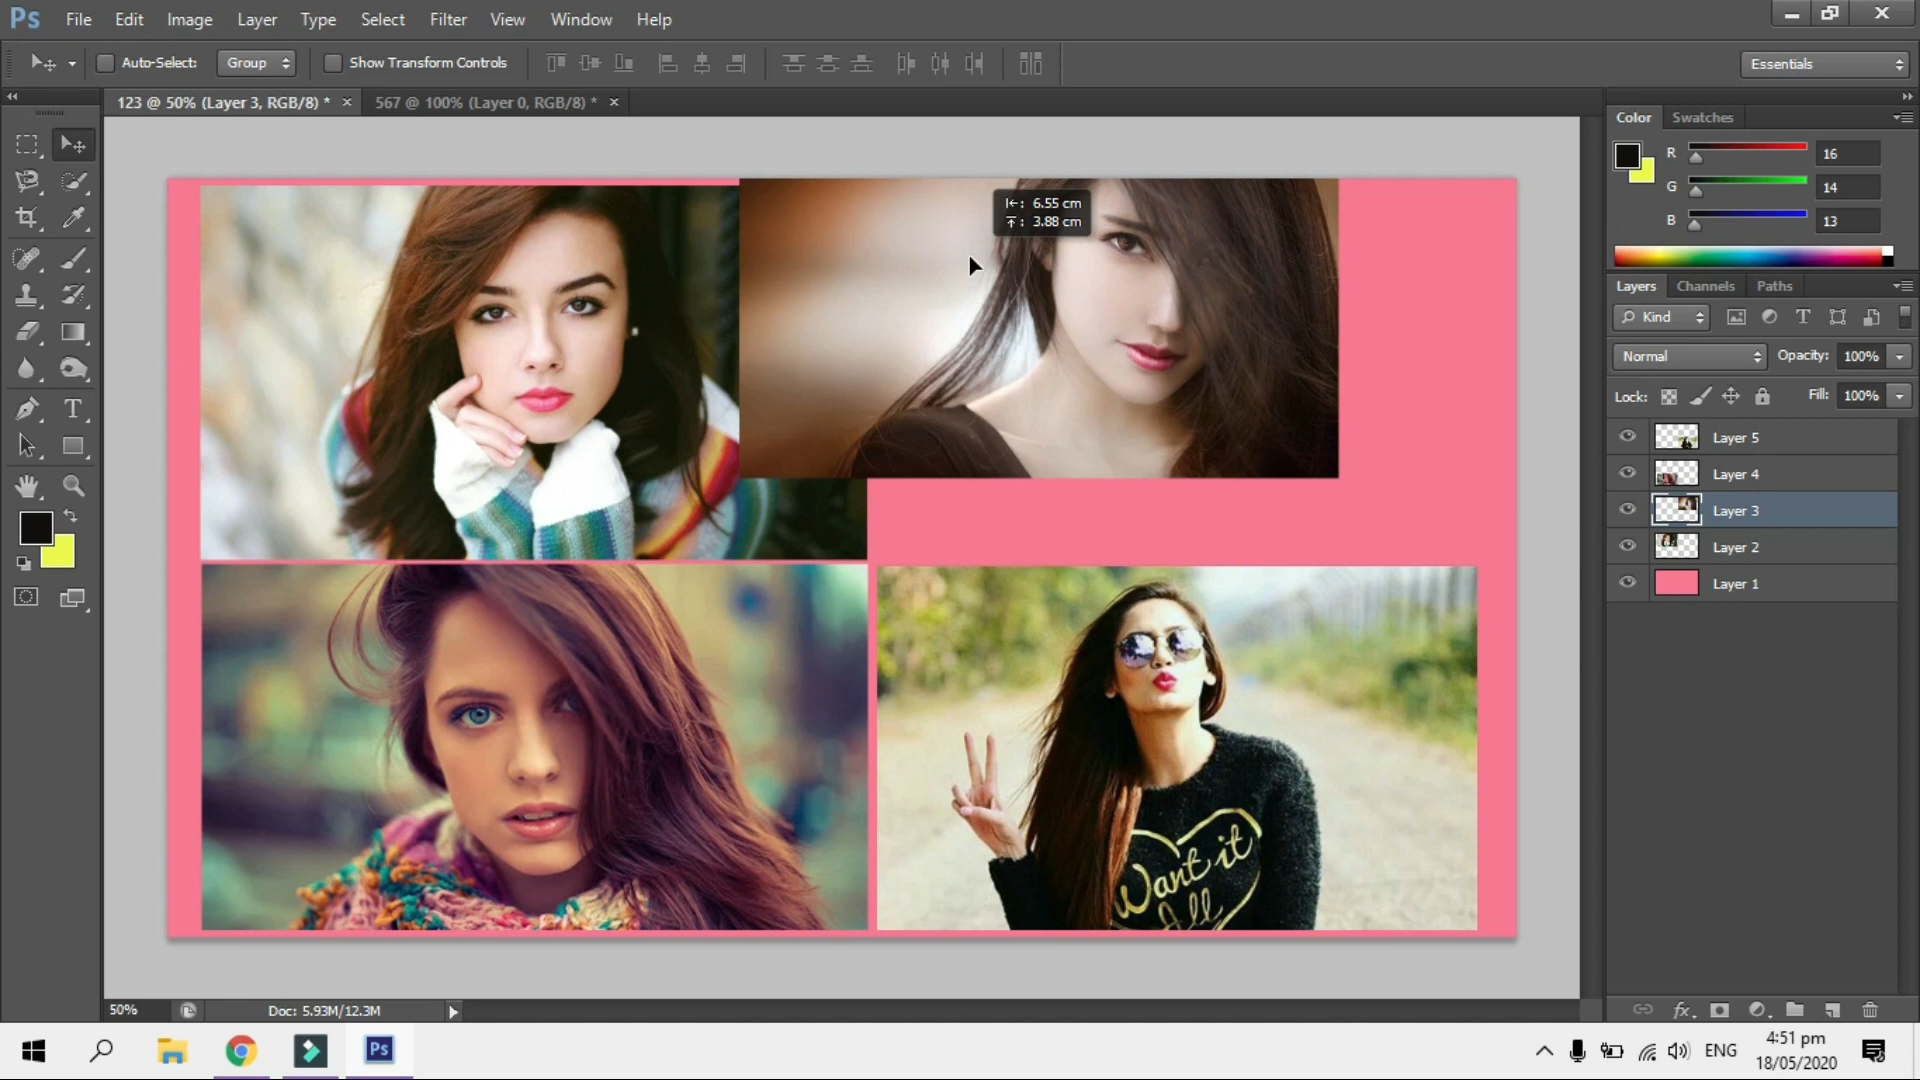 Ps File Edit Image Layer Type Select Filter View Window Help
Auto-Select: Group Show Transform Controls Essentials
123 @ 50% (Layer 3, RGB/8) * × 567 @ 100% (Layer 0, RGB/8) * ×
Color Swatches
R 16
G 14
B 13
6.55 cm
3.88 cm
Layers Channels Paths
Kind
Normal Opacity: 100%
Lock: Fill: 100%
Layer 5
Layer 4
Layer 3
Layer 2
Layer 1
Want it
All
50% Doc: 5.93M/12.3M
Ps
ENG
4:51 pm
18/05/2020